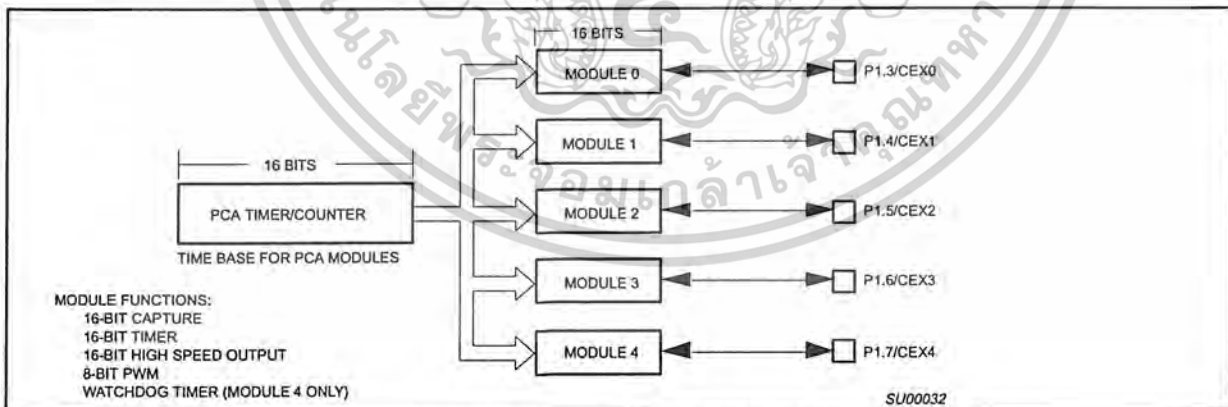 16 BITS
MODULE 0
P1.3/CEX0
MODULE 1
P1.4/CEX1
16 BITS
PCA TIMER/COUNTER
MODULE 2
P1.5/CEX2
TIME BASE FOR PCA MODULES
MODULE 3
P1.6/CEX3
MODULE FUNCTIONS:
16-BIT CAPTURE
16-BIT TIMER
16-BIT HIGH SPEED OUTPUT
8-BIT PWM
WATCHDOG TIMER (MODULE 4 ONLY)
MODULE 4
P1.7/CEX4
SU00032